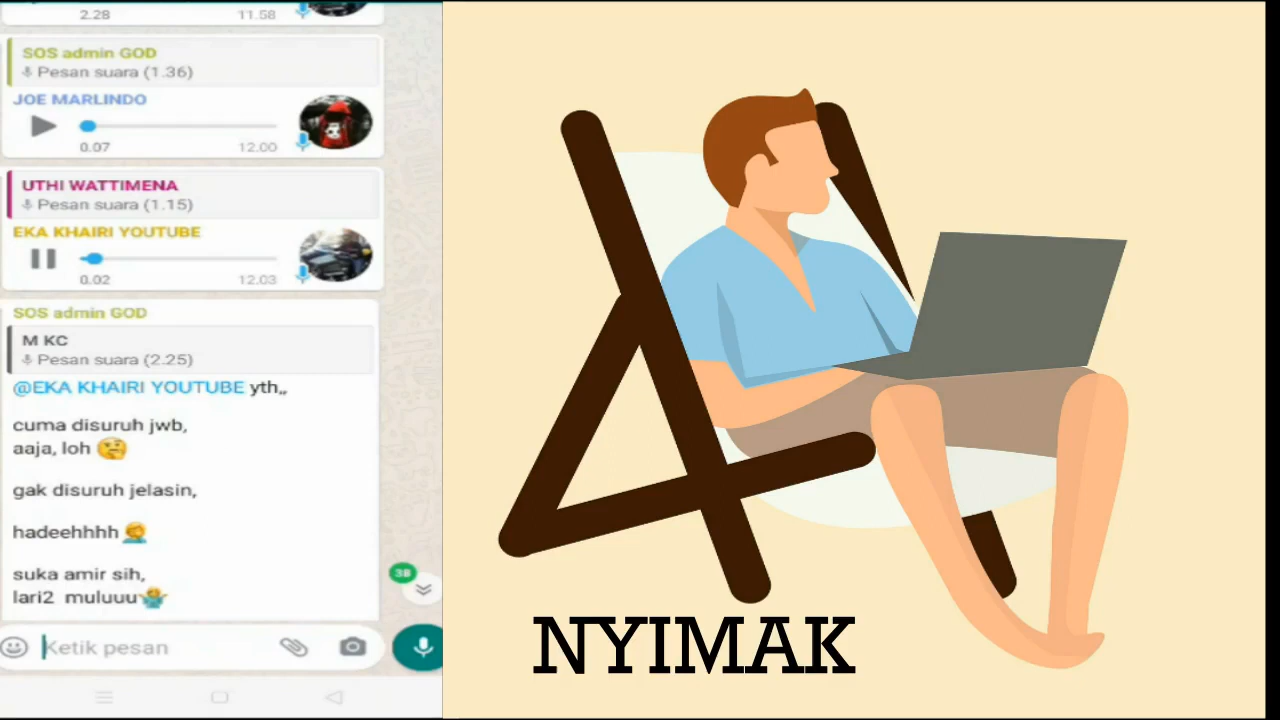 2.28 11.58
SOS admin GOD
Pesan suara (1.36)
JOE MARLINDO
0.07 12.00
UTHI WATTIMENA
Pesan suara (1.15)
EKA KHAIRI YOUTUBE
0.02 12.03
SOS admin GOD
M KC
Pesan suara (2.25)
@EKA KHAIRI YOUTUBE yth,,
cuma disuruh jwb,
aaja, loh 🤔
gak disuruh jelasin,
hadeehhhh 🤦
suka amir sih,
lari2 muluuu🤷
38
Ketik pesan
NYIMAK